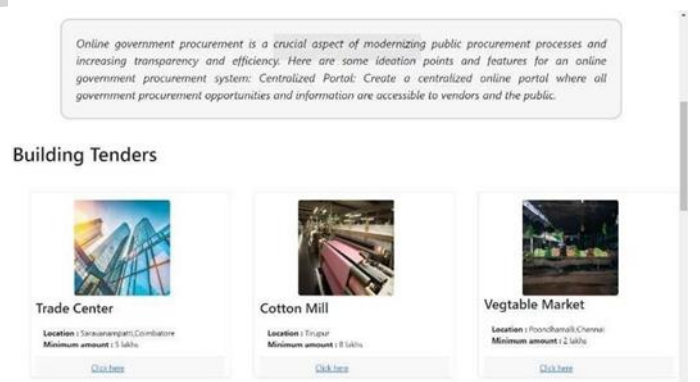 Online government procurement is a crucial aspect of modernizing public procurement processes and
increasing transparency and efficiency. Here are some ideation points and features for an online
government procurement system: Centralized Portal: Create a centralized online portal where all
government procurement opportunities and information are accessible to vendors and the public.
Building Tenders
Trade Center
Location : Saravanampatti,Coimbatore
Minimum amount : 5 lakhs
Click here
Cotton Mill
Location : Tirupur
Minimum amount : 8 lakhs
Click here
Vegtable Market
Location : Poondhamalli,Chennai
Minimum amount : 2 lakhs
Click here